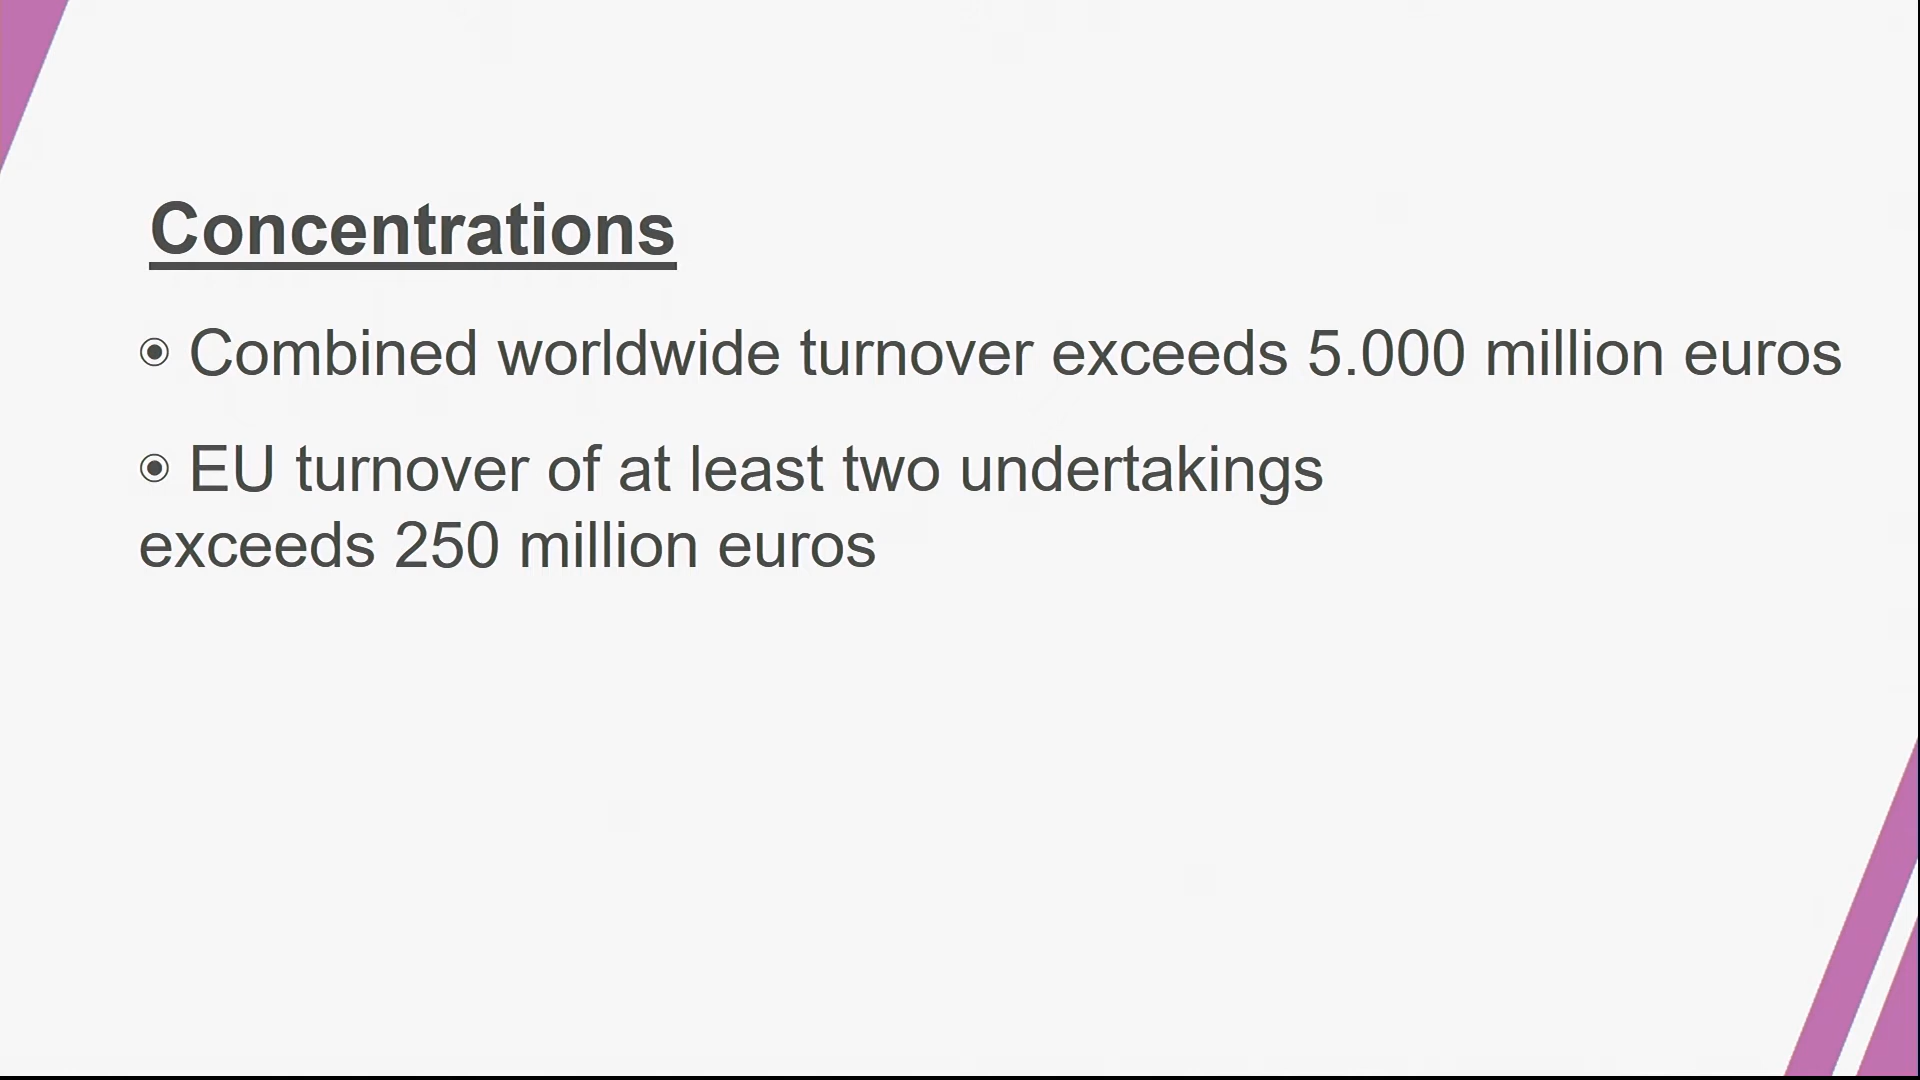 Concentrations
◉ Combined worldwide turnover exceeds 5.000 million euros
◉ EU turnover of at least two undertakings
exceeds 250 million euros